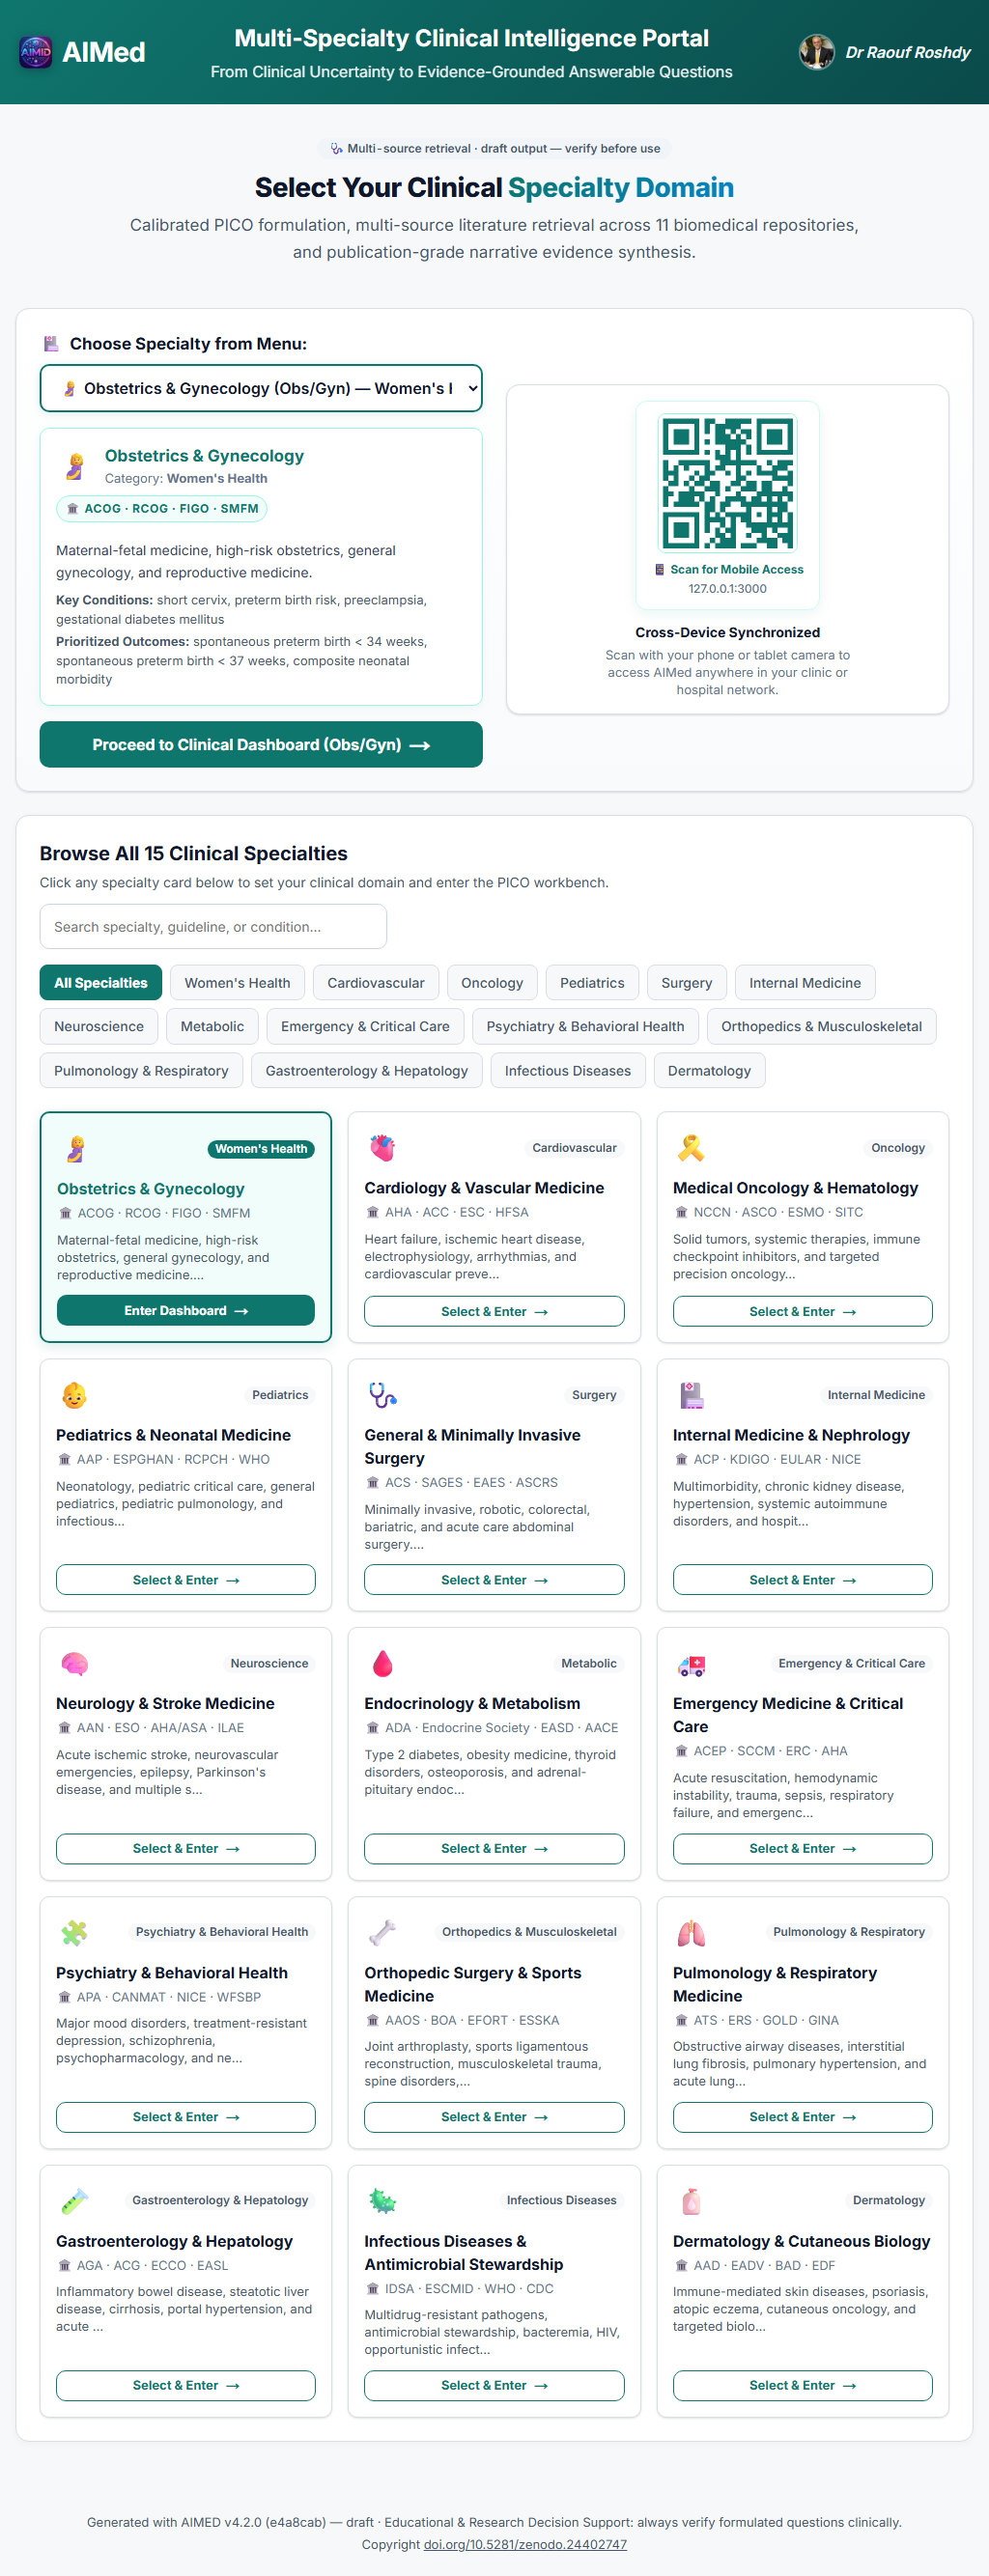 AIMed
Multi-Specialty Clinical Intelligence Portal
From Clinical Uncertainty to Evidence-Grounded Answerable Questions
Dr Raouf Roshdy
Multi-source retrieval · draft output — verify before use
Select Your Clinical Specialty Domain
Calibrated PICO formulation, multi-source literature retrieval across 11 biomedical repositories,
and publication-grade narrative evidence synthesis.
Choose Specialty from Menu:
Obstetrics & Gynecology (Obs/Gyn) — Women's
Obstetrics & Gynecology
Category: Women's Health
ACOG · RCOG · FIGO · SMFM
Maternal-fetal medicine, high-risk obstetrics, general
gynecology, and reproductive medicine.
Key Conditions: short cervix, preterm birth risk, preeclampsia,
gestational diabetes mellitus
Prioritized Outcomes: spontaneous preterm birth < 34 weeks,
spontaneous preterm birth < 37 weeks, composite neonatal
morbidity
Proceed to Clinical Dashboard (Obs/Gyn) →
Scan for Mobile Access
127.0.0.1:3000
Cross-Device Synchronized
Scan with your phone or tablet camera to
access AIMed anywhere in your clinic or
hospital network.
Browse All 15 Clinical Specialties
Click any specialty card below to set your clinical domain and enter the PICO workbench.
Search specialty, guideline, or condition...
All Specialties
Women's Health
Cardiovascular
Oncology
Pediatrics
Surgery
Internal Medicine
Neuroscience
Metabolic
Emergency & Critical Care
Psychiatry & Behavioral Health
Orthopedics & Musculoskeletal
Pulmonology & Respiratory
Gastroenterology & Hepatology
Infectious Diseases
Dermatology
Women's Health
Obstetrics & Gynecology
ACOG · RCOG · FIGO · SMFM
Maternal-fetal medicine, high-risk
obstetrics, general gynecology, and
reproductive medicine....
Enter Dashboard →
Cardiovascular
Cardiology & Vascular Medicine
AHA · ACC · ESC · HFSA
Heart failure, ischemic heart disease,
electrophysiology, arrhythmias, and
cardiovascular preve...
Select & Enter →
Oncology
Medical Oncology & Hematology
NCCN · ASCO · ESMO · SITC
Solid tumors, systemic therapies, immune
checkpoint inhibitors, and targeted
precision oncology...
Select & Enter →
Pediatrics
Pediatrics & Neonatal Medicine
AAP · ESPGHAN · RCPCH · WHO
Neonatology, pediatric critical care, general
pediatrics, pediatric pulmonology, and
infectious...
Select & Enter →
Surgery
General & Minimally Invasive
Surgery
ACS · SAGES · EAES · ASCRS
Minimally invasive, robotic, colorectal,
bariatric, and acute care abdominal
surgery....
Select & Enter →
Internal Medicine
Internal Medicine & Nephrology
ACP · KDIGO · EULAR · NICE
Multimorbidity, chronic kidney disease,
hypertension, systemic autoimmune
disorders, and hospit...
Select & Enter →
Neuroscience
Neurology & Stroke Medicine
AAN · ESO · AHA/ASA · ILAE
Acute ischemic stroke, neurovascular
emergencies, epilepsy, Parkinson's
disease, and multiple s...
Select & Enter →
Metabolic
Endocrinology & Metabolism
ADA · Endocrine Society · EASD · AACE
Type 2 diabetes, obesity medicine, thyroid
disorders, osteoporosis, and adrenal-
pituitary endoc...
Select & Enter →
Emergency & Critical Care
Emergency Medicine & Critical
Care
ACEP · SCCM · ERC · AHA
Acute resuscitation, hemodynamic
instability, trauma, sepsis, respiratory
failure, and emergenc...
Select & Enter →
Psychiatry & Behavioral Health
Psychiatry & Behavioral Health
APA · CANMAT · NICE · WFSBP
Major mood disorders, treatment-resistant
depression, schizophrenia,
psychopharmacology, and ne...
Select & Enter →
Orthopedics & Musculoskeletal
Orthopedic Surgery & Sports
Medicine
AAOS · BOA · EFORT · ESSKA
Joint arthroplasty, sports ligamentous
reconstruction, musculoskeletal trauma,
spine disorders,...
Select & Enter →
Pulmonology & Respiratory
Pulmonology & Respiratory
Medicine
ATS · ERS · GOLD · GINA
Obstructive airway diseases, interstitial
lung fibrosis, pulmonary hypertension, and
acute lung...
Select & Enter →
Gastroenterology & Hepatology
Gastroenterology & Hepatology
AGA · ACG · ECCO · EASL
Inflammatory bowel disease, steatotic liver
disease, cirrhosis, portal hypertension, and
acute ...
Select & Enter →
Infectious Diseases
Infectious Diseases &
Antimicrobial Stewardship
IDSA · ESCMID · WHO · CDC
Multidrug-resistant pathogens,
antimicrobial stewardship, bacteremia, HIV,
opportunistic infect...
Select & Enter →
Dermatology
Dermatology & Cutaneous Biology
AAD · EADV · BAD · EDF
Immune-mediated skin diseases, psoriasis,
atopic eczema, cutaneous oncology, and
targeted biolo...
Select & Enter →
Generated with AIMED v4.2.0 (e4a8cab) — draft · Educational & Research Decision Support: always verify formulated questions clinically.
Copyright doi.org/10.5281/zenodo.24402747